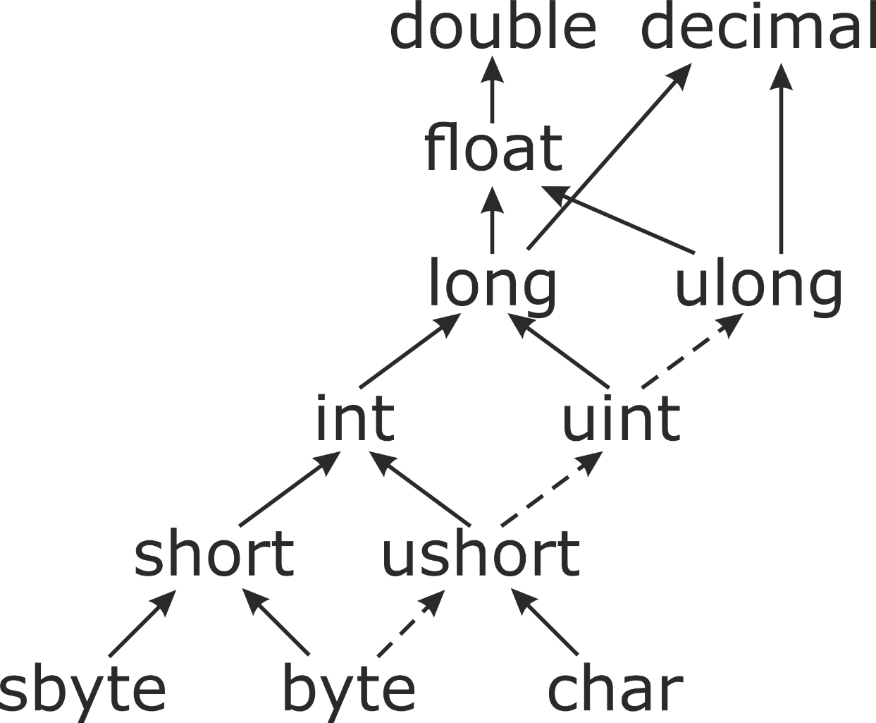 double decimal
float
long ulong
int uint
short ushort
sbyte byte char